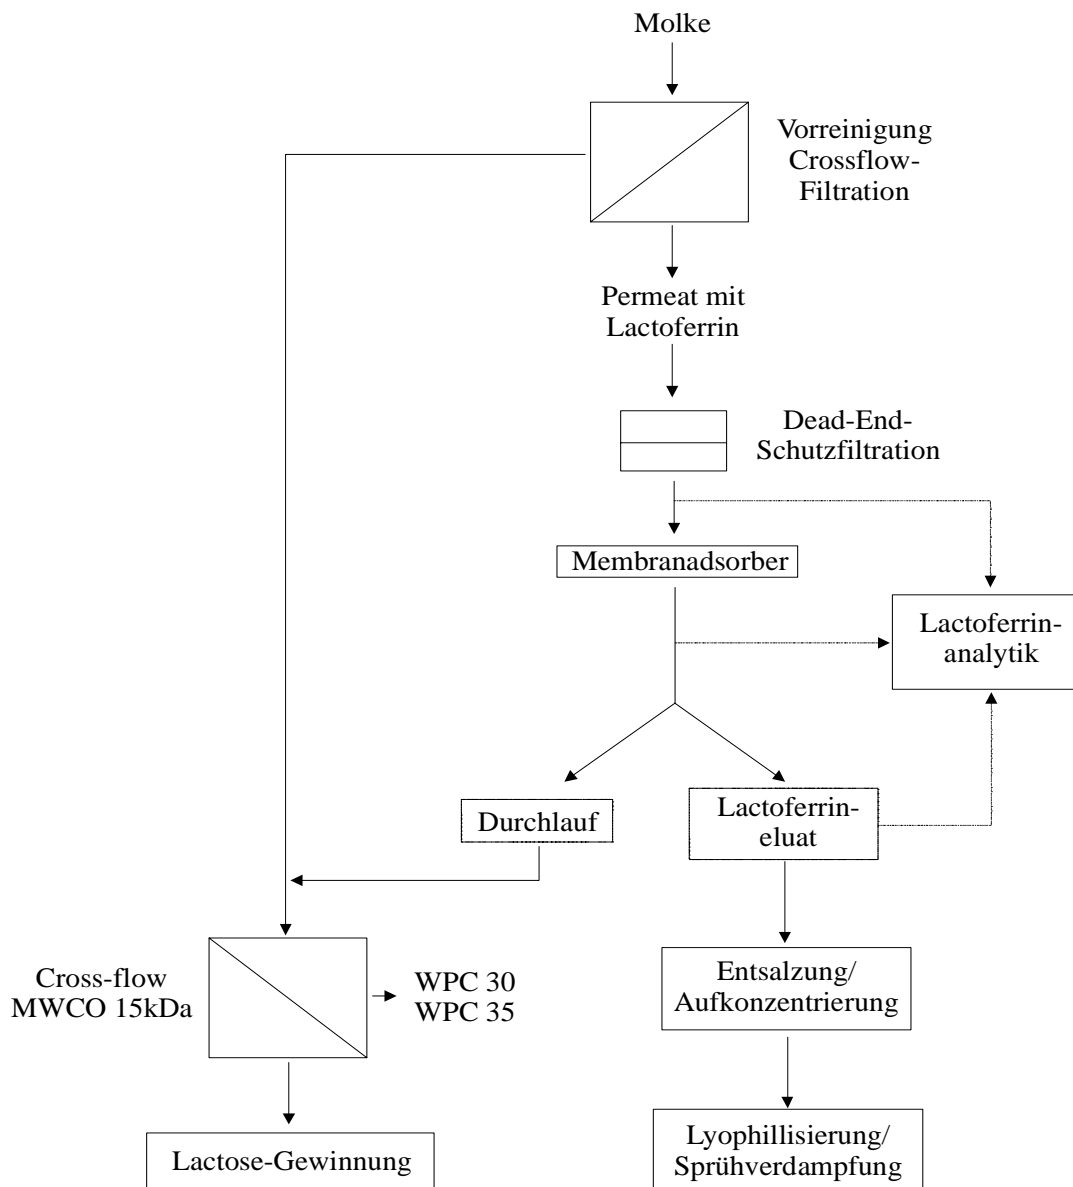 Molke
Vorreinigung
Crossflow-
Filtration
Permeat mit
Lactoferrin
Dead-End-
Schutzfiltration
Membranadsorber
Lactoferrin-
analytik
Durchlauf
Lactoferrin-
eluat
Cross-flow
MWCO 15kDa
WPC 30
WPC 35
Entsalzung/
Aufkonzentrierung
Lactose-Gewinnung
Lyophillisierung/
Sprühverdampfung